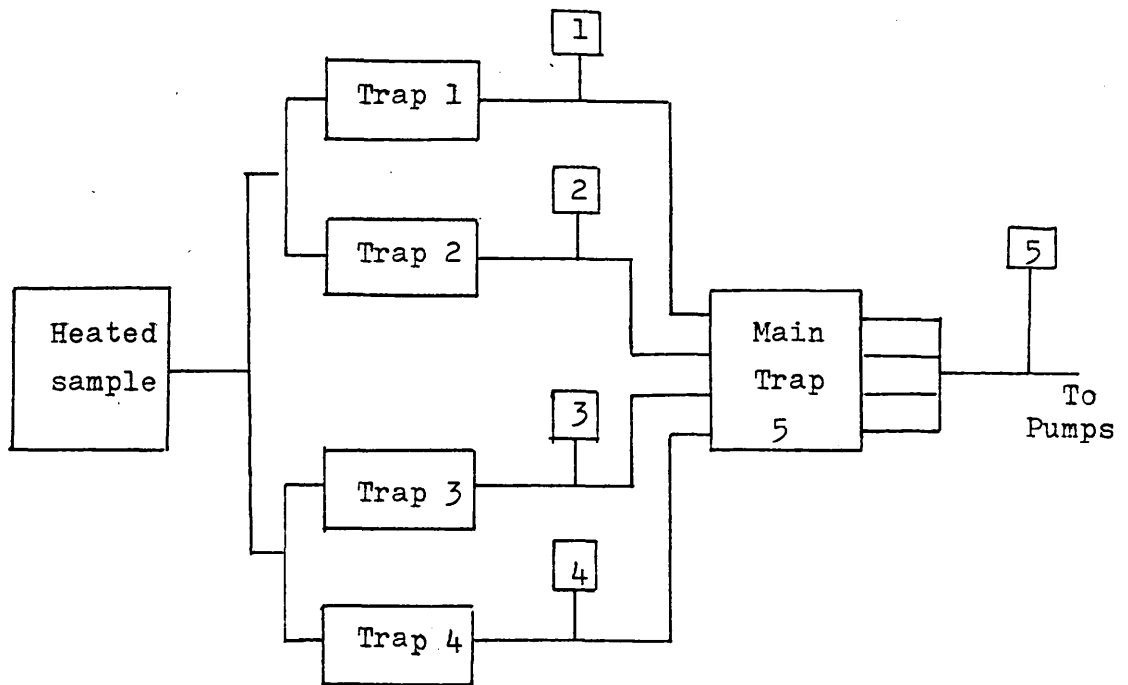 1
Trap 1
2
Trap 2
5
Heated
sample
Main
Trap
5
To
Pumps
3
Trap 3
4
Trap 4